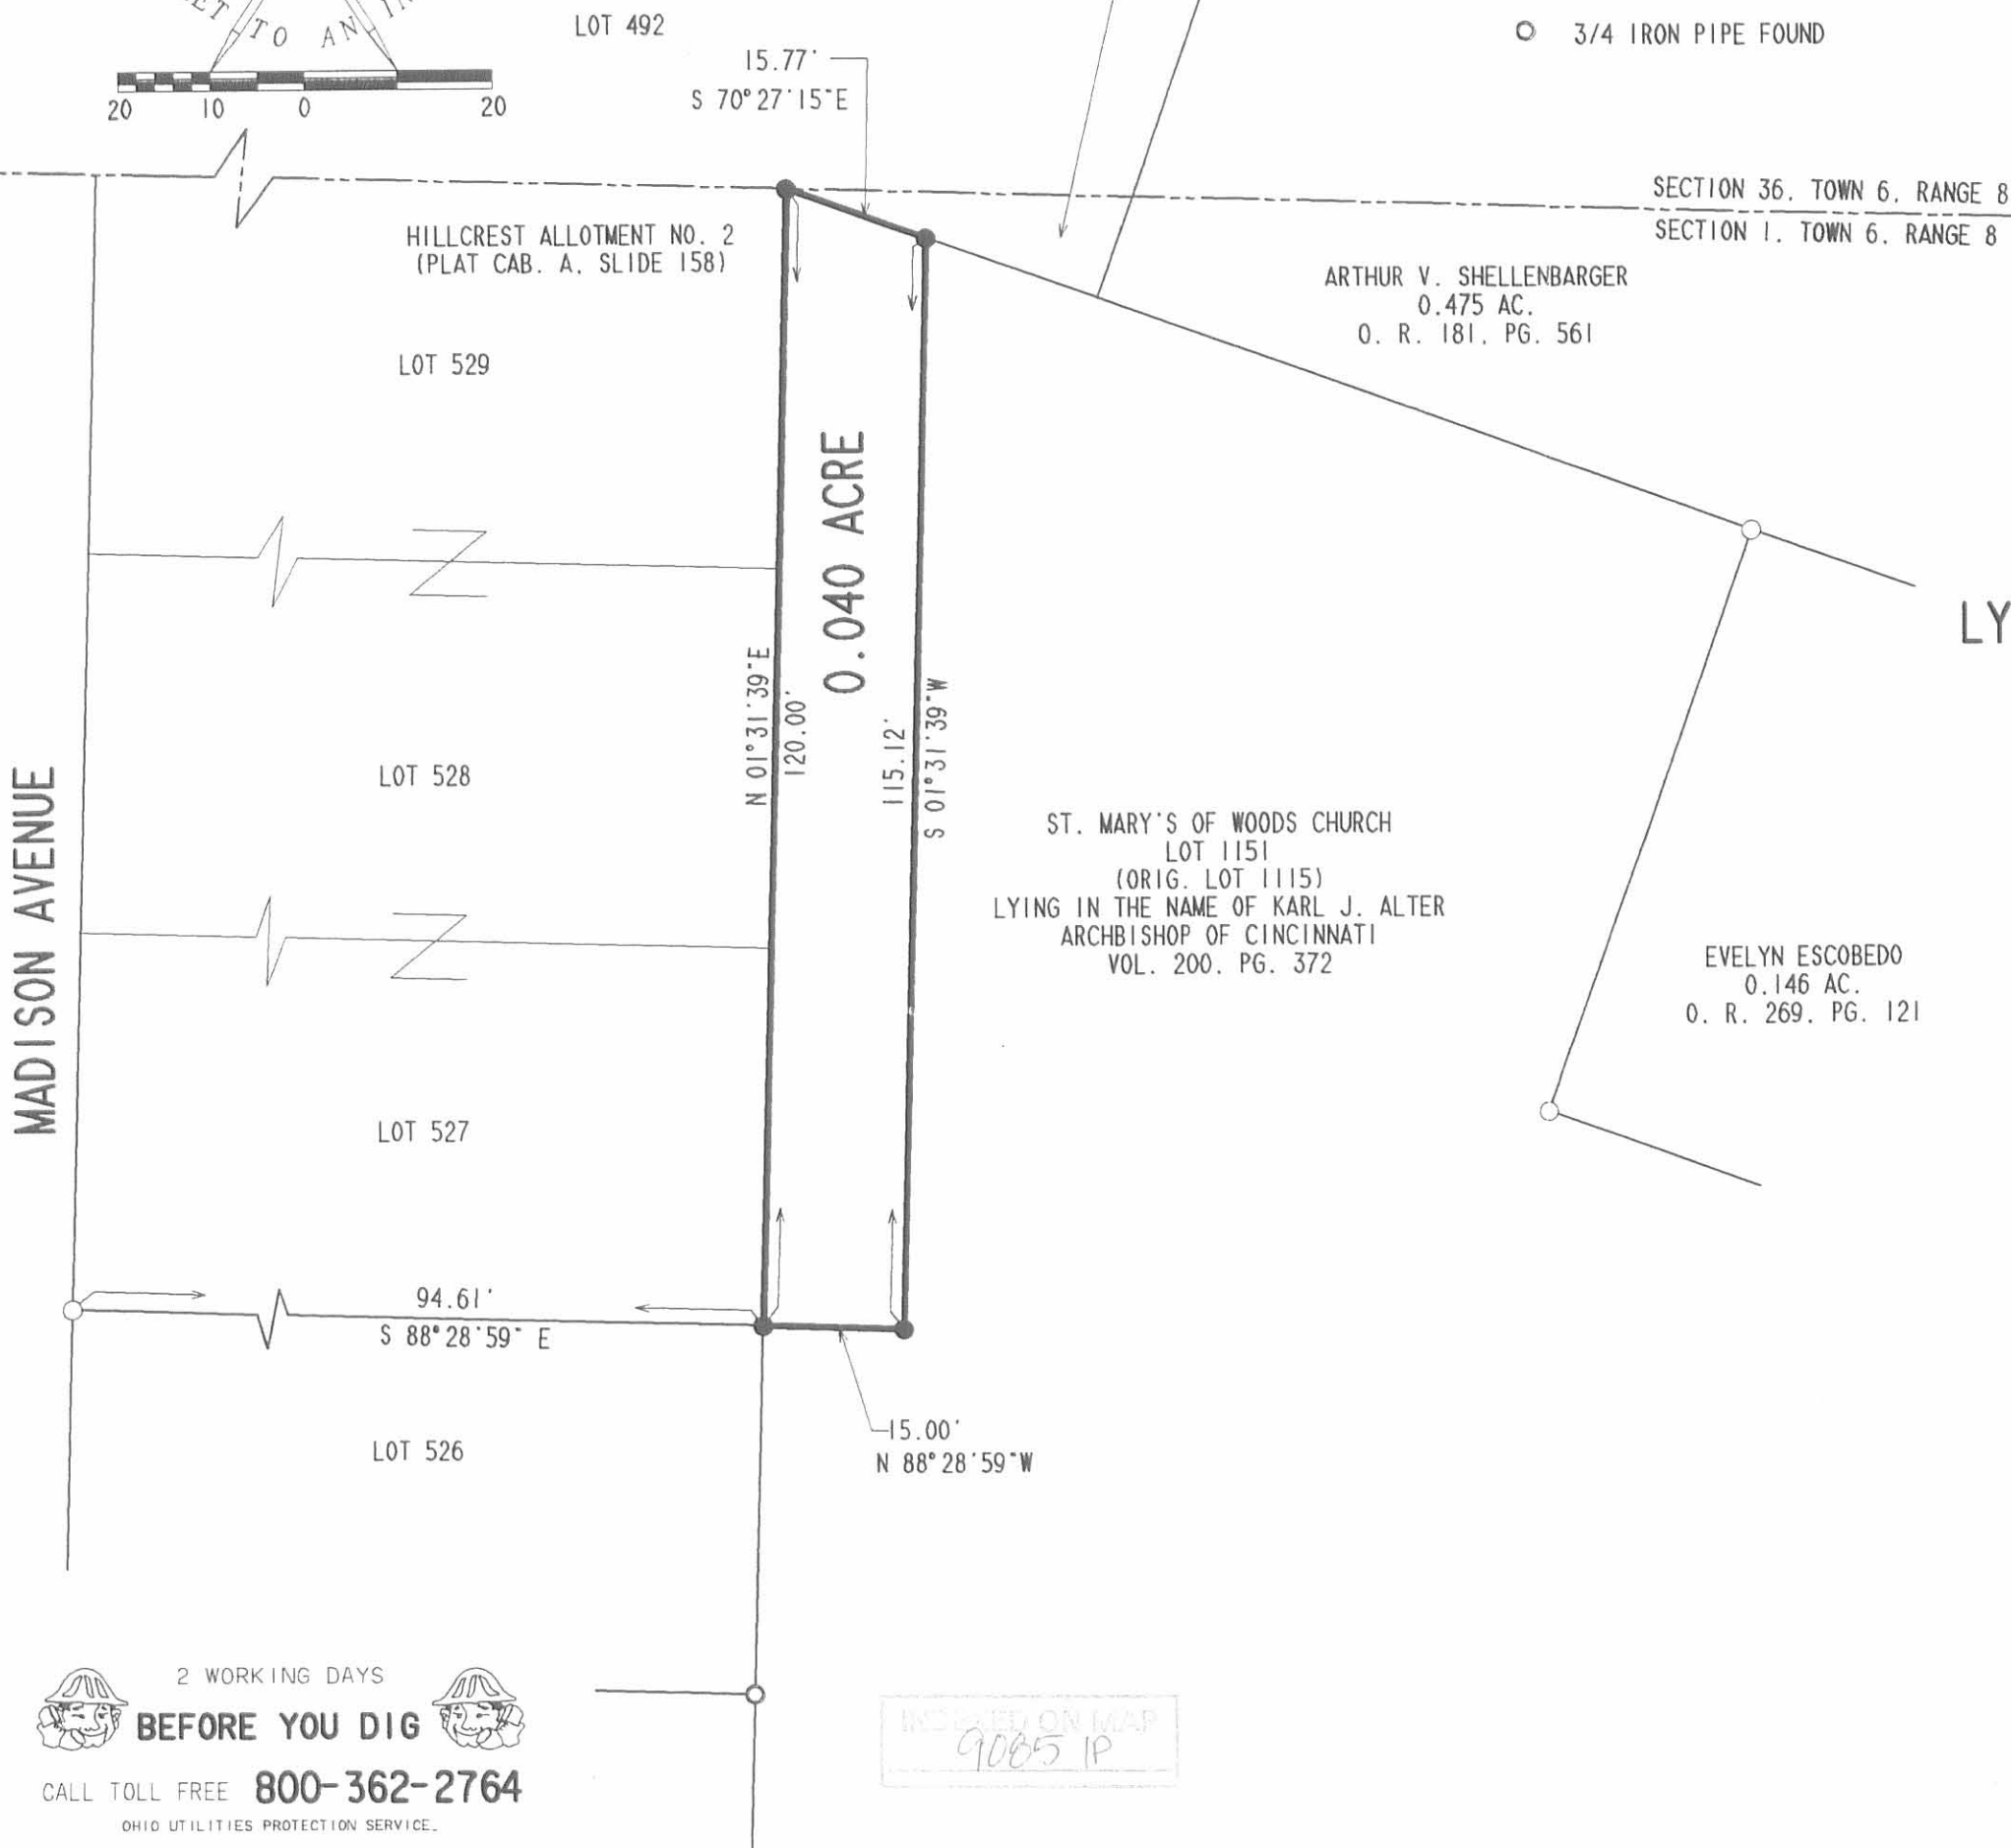 TO AN
20 10 0 20
LOT 492
15.77'
S 70°27'15"E
3/4 IRON PIPE FOUND
SECTION 36, TOWN 6, RANGE 8
SECTION 1, TOWN 6, RANGE 8
HILLCREST ALLOTMENT NO. 2
(PLAT CAB. A, SLIDE 158)
ARTHUR V. SHELLENBARGER
0.475 AC.
O. R. 181, PG. 561
LOT 529
0.040 ACRE
LY
N 01°31'39"E
120.00'
115.12'
S 01°31'39"W
LOT 528
MADISON AVENUE
ST. MARY'S OF WOODS CHURCH
LOT 1151
(ORIG. LOT 1115)
LYING IN THE NAME OF KARL J. ALTER
ARCHBISHOP OF CINCINNATI
VOL. 200, PG. 372
EVELYN ESCOBEDO
0.146 AC.
O. R. 269, PG. 121
LOT 527
94.61'
S 88°28'59" E
15.00'
N 88°28'59"W
LOT 526
2 WORKING DAYS
BEFORE YOU DIG
CALL TOLL FREE 800-362-2764
OHIO UTILITIES PROTECTION SERVICE
INDEXED ON MAP
9085 IP